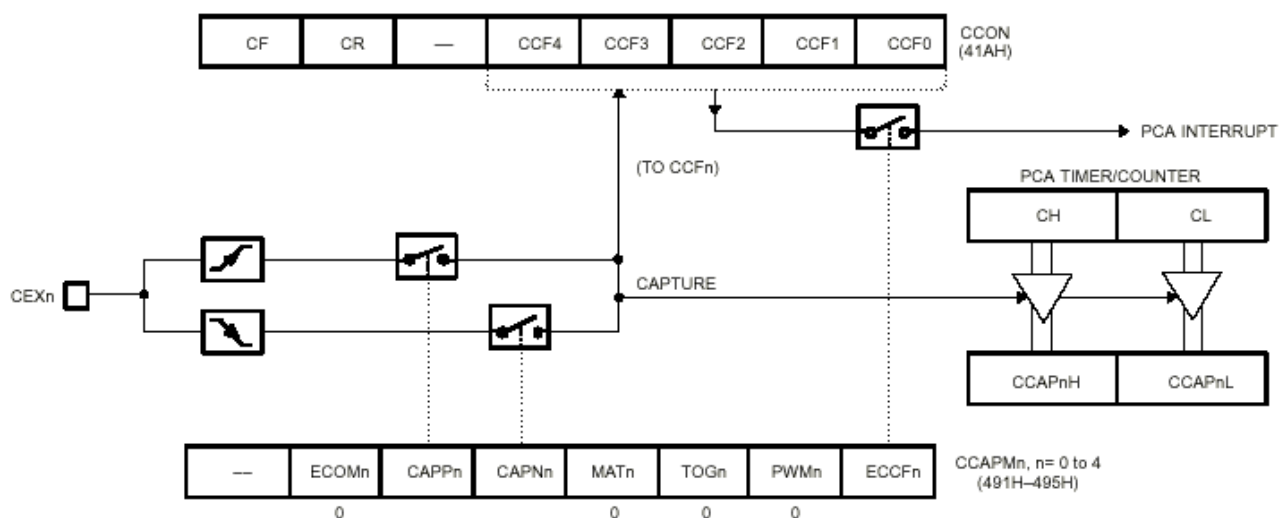 CF CR — CCF4 CCF3 CCF2 CCF1 CCF0 CCON
(41AH)
PCA INTERRUPT
(TO CCFn)
PCA TIMER/COUNTER
CH CL
CEXn
CAPTURE
CCAPnH CCAPnL
— ECOMn CAPPn CAPNn MATn TOGn PWMn ECCFn CCAPMn, n= 0 to 4
(491H–495H)
0 0 0 0